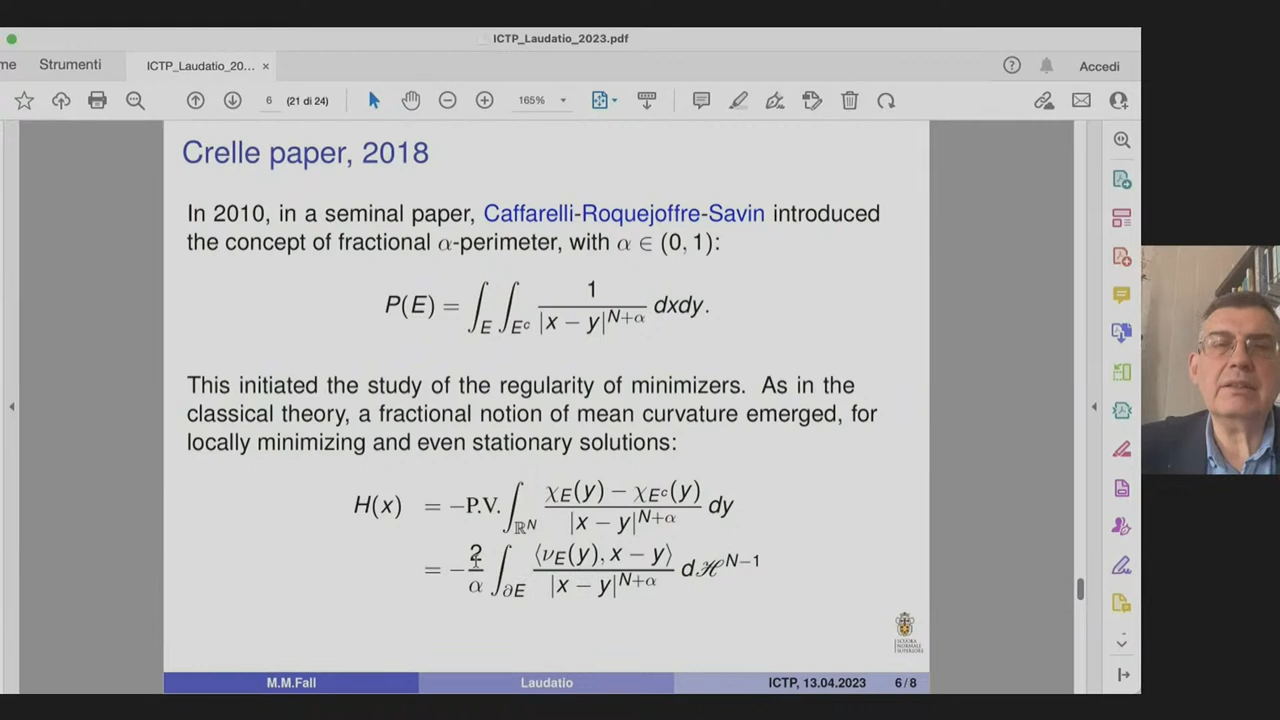 ICTP_Laudatio_2023.pdf
me Strumenti ICTP_Laudatio_20... × Accedi
6 (21 di 24) 165%
Crelle paper, 2018
In 2010, in a seminal paper, Caffarelli-Roquejoffre-Savin introduced
the concept of fractional α-perimeter, with α ∈ (0, 1):
P(E) = ∫_E ∫_{E^c} 1 / |x − y|^{N+α} dxdy.
This initiated the study of the regularity of minimizers. As in the
classical theory, a fractional notion of mean curvature emerged, for
locally minimizing and even stationary solutions:
H(x) = −P.V. ∫_{ℝ^N} (χ_E(y) − χ_{E^c}(y)) / |x − y|^{N+α} dy
= − 2/α ∫_{∂E} ⟨ν_E(y), x − y⟩ / |x − y|^{N+α} dℋ^{N−1}
SCUOLA
NORMALE
SUPERIORE
M.M.Fall Laudatio ICTP, 13.04.2023 6/8